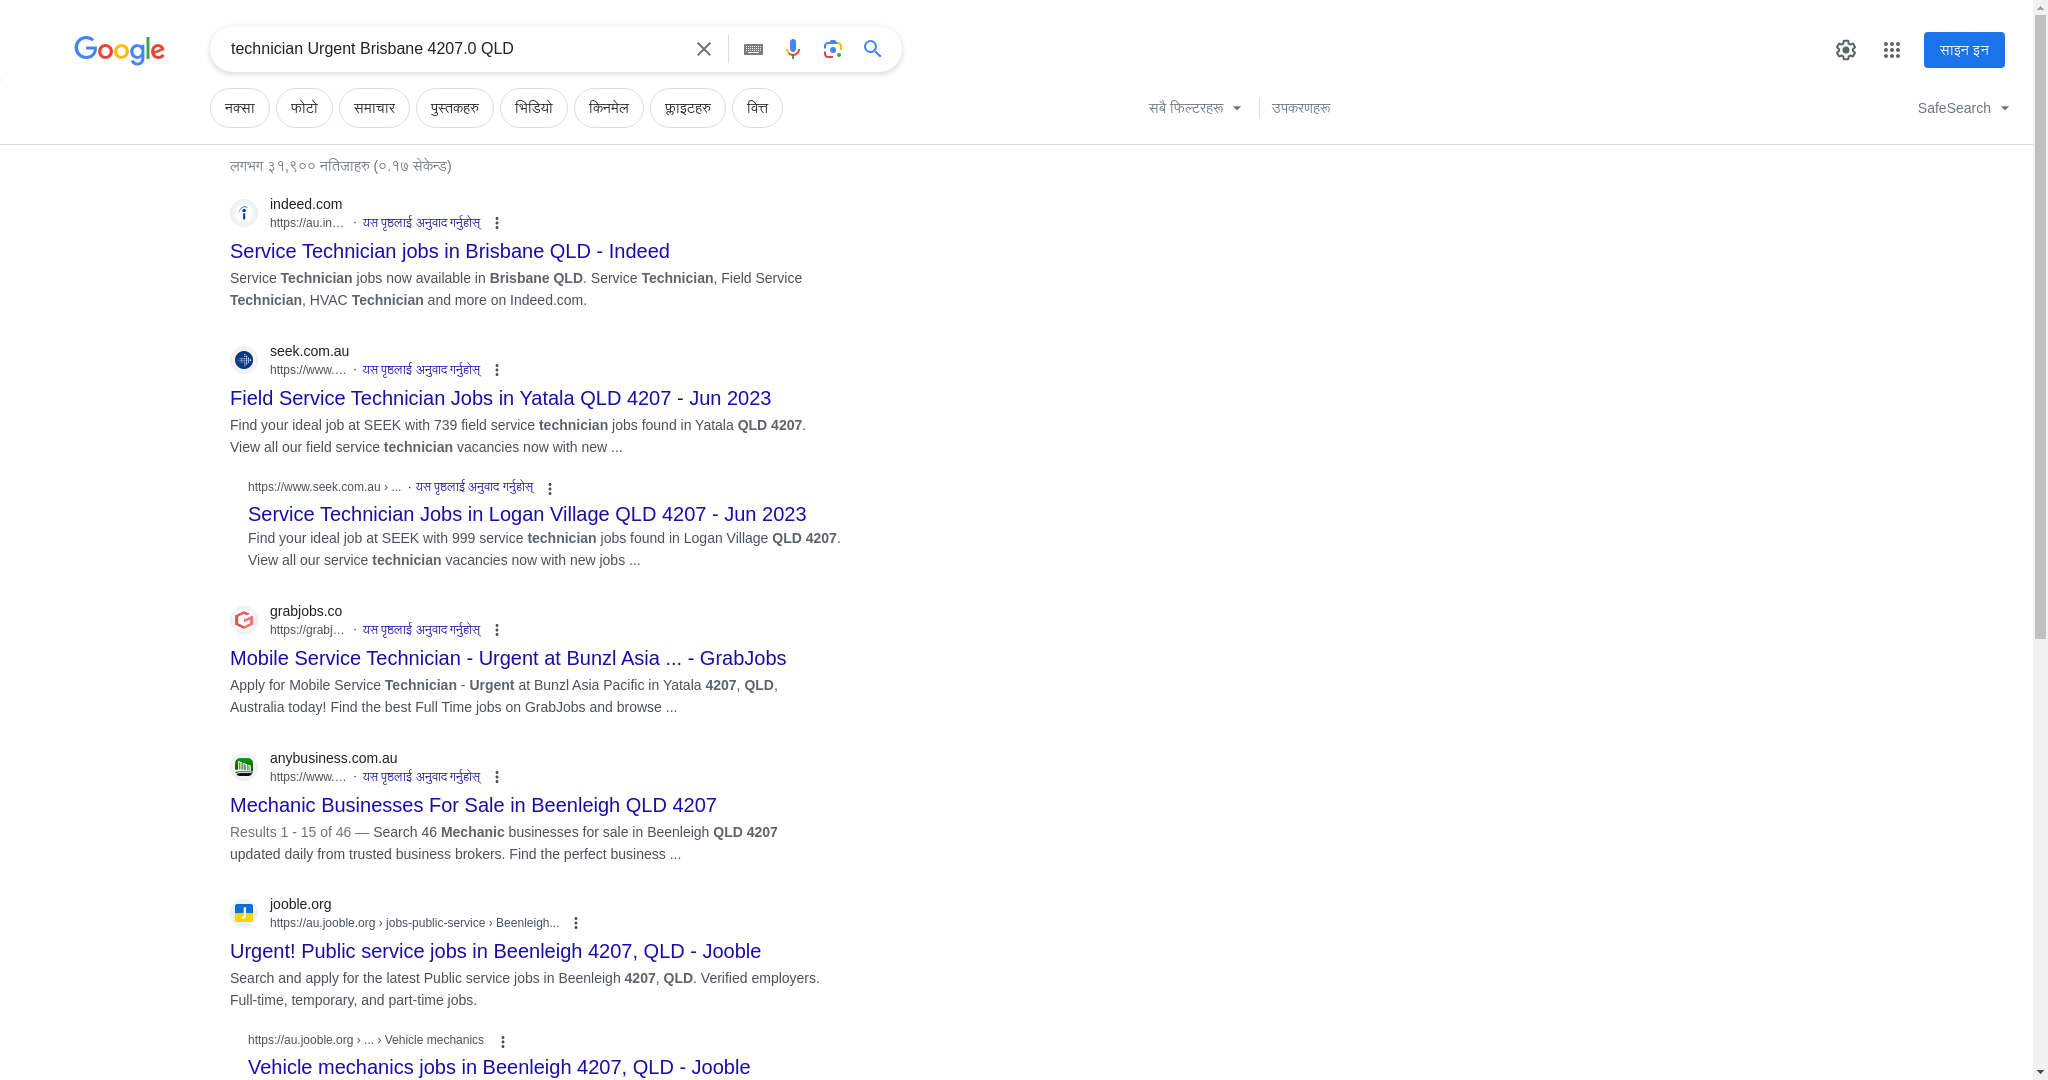 Google
technician Urgent Brisbane 4207.0 QLD
साइन इन
नक्सा
फोटो
समाचार
पुस्तकहरु
भिडियो
किनमेल
फ्लाइटहरु
वित्त
सबै फिल्टरहरू
उपकरणहरू
SafeSearch
लगभग ३१,९०० नतिजाहरु (०.१७ सेकेन्ड)
indeed.com
https://au.in… · यस पृष्ठलाई अनुवाद गर्नुहोस्
Service Technician jobs in Brisbane QLD - Indeed
Service Technician jobs now available in Brisbane QLD. Service Technician, Field Service
Technician, HVAC Technician and more on Indeed.com.
seek.com.au
https://www.… · यस पृष्ठलाई अनुवाद गर्नुहोस्
Field Service Technician Jobs in Yatala QLD 4207 - Jun 2023
Find your ideal job at SEEK with 739 field service technician jobs found in Yatala QLD 4207.
View all our field service technician vacancies now with new ...
https://www.seek.com.au › ... · यस पृष्ठलाई अनुवाद गर्नुहोस्
Service Technician Jobs in Logan Village QLD 4207 - Jun 2023
Find your ideal job at SEEK with 999 service technician jobs found in Logan Village QLD 4207.
View all our service technician vacancies now with new jobs ...
grabjobs.co
https://grabj… · यस पृष्ठलाई अनुवाद गर्नुहोस्
Mobile Service Technician - Urgent at Bunzl Asia ... - GrabJobs
Apply for Mobile Service Technician - Urgent at Bunzl Asia Pacific in Yatala 4207, QLD,
Australia today! Find the best Full Time jobs on GrabJobs and browse ...
anybusiness.com.au
https://www.… · यस पृष्ठलाई अनुवाद गर्नुहोस्
Mechanic Businesses For Sale in Beenleigh QLD 4207
Results 1 - 15 of 46 — Search 46 Mechanic businesses for sale in Beenleigh QLD 4207
updated daily from trusted business brokers. Find the perfect business ...
jooble.org
https://au.jooble.org › jobs-public-service › Beenleigh...
Urgent! Public service jobs in Beenleigh 4207, QLD - Jooble
Search and apply for the latest Public service jobs in Beenleigh 4207, QLD. Verified employers.
Full-time, temporary, and part-time jobs.
https://au.jooble.org › ... › Vehicle mechanics
Vehicle mechanics jobs in Beenleigh 4207, QLD - Jooble